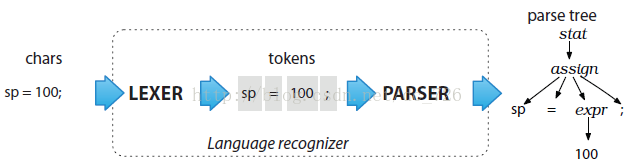 parse tree
stat
chars
tokens
assign
sp = 100;
LEXER
sp = 100 ;
PARSER
sp = expr ;
Language recognizer
100